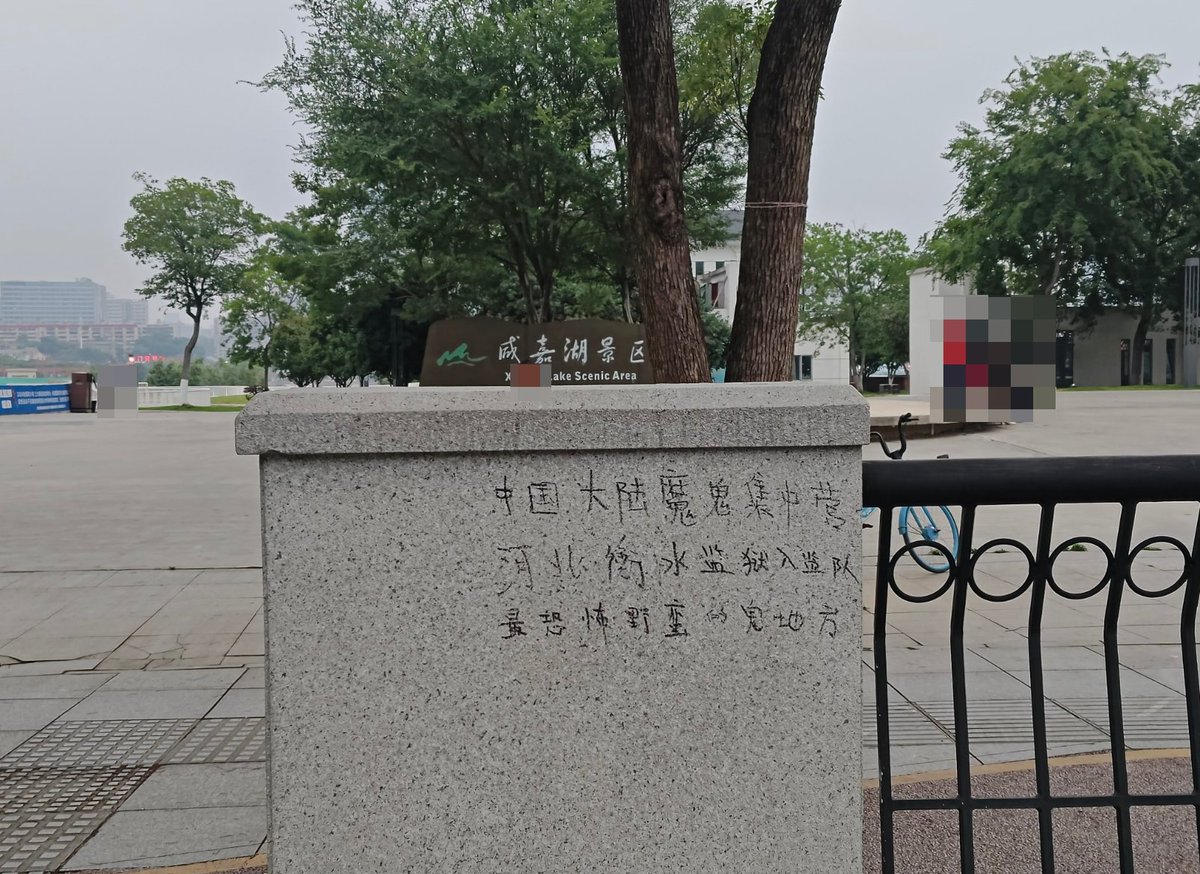 咸嘉湖景区
Lake Scenic Area
中国大陆魔鬼集中营
河北衡水监狱入监队
最恐怖野蛮的鬼地方